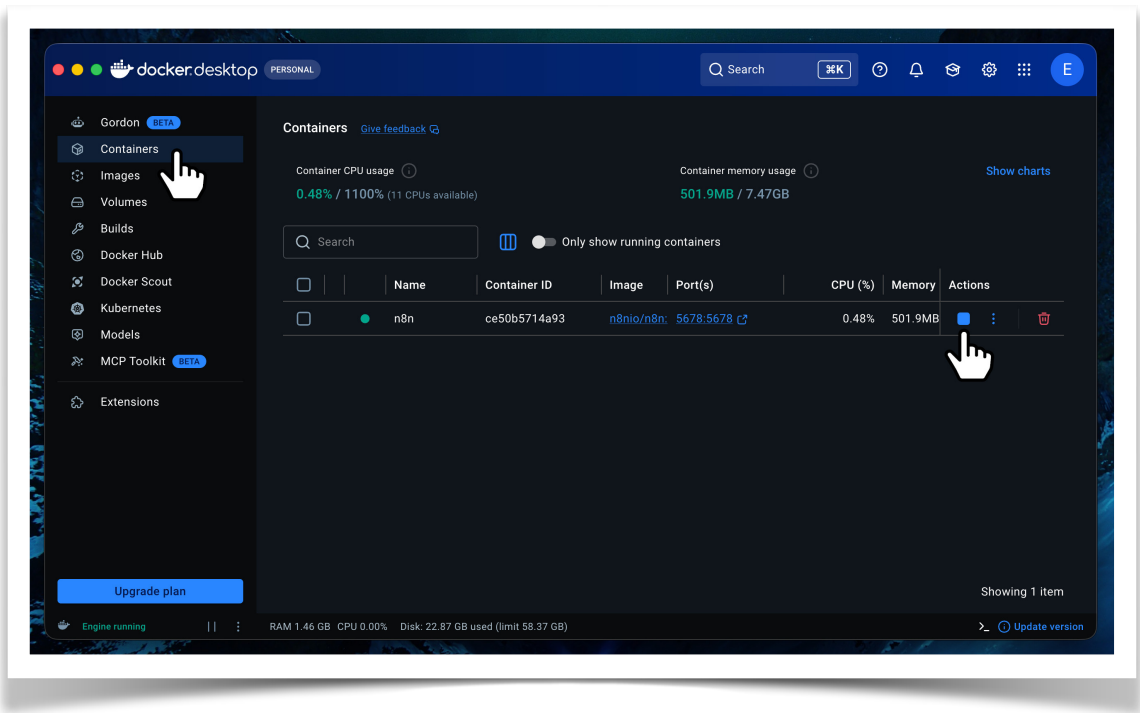 docker.desktop PERSONAL
Search ⌘K
E
Gordon BETA
Containers
Images
Volumes
Builds
Docker Hub
Docker Scout
Kubernetes
Models
MCP Toolkit BETA
Extensions
Upgrade plan
Containers Give feedback
Container CPU usage
0.48% / 1100% (11 CPUs available)
Container memory usage
501.9MB / 7.47GB
Show charts
Search
Only show running containers
Name Container ID Image Port(s) CPU (%) Memory Actions
n8n ce50b5714a93 n8nio/n8n: 5678:5678 0.48% 501.9MB
Showing 1 item
Engine running
RAM 1.46 GB CPU 0.00% Disk: 22.87 GB used (limit 58.37 GB)
Update version